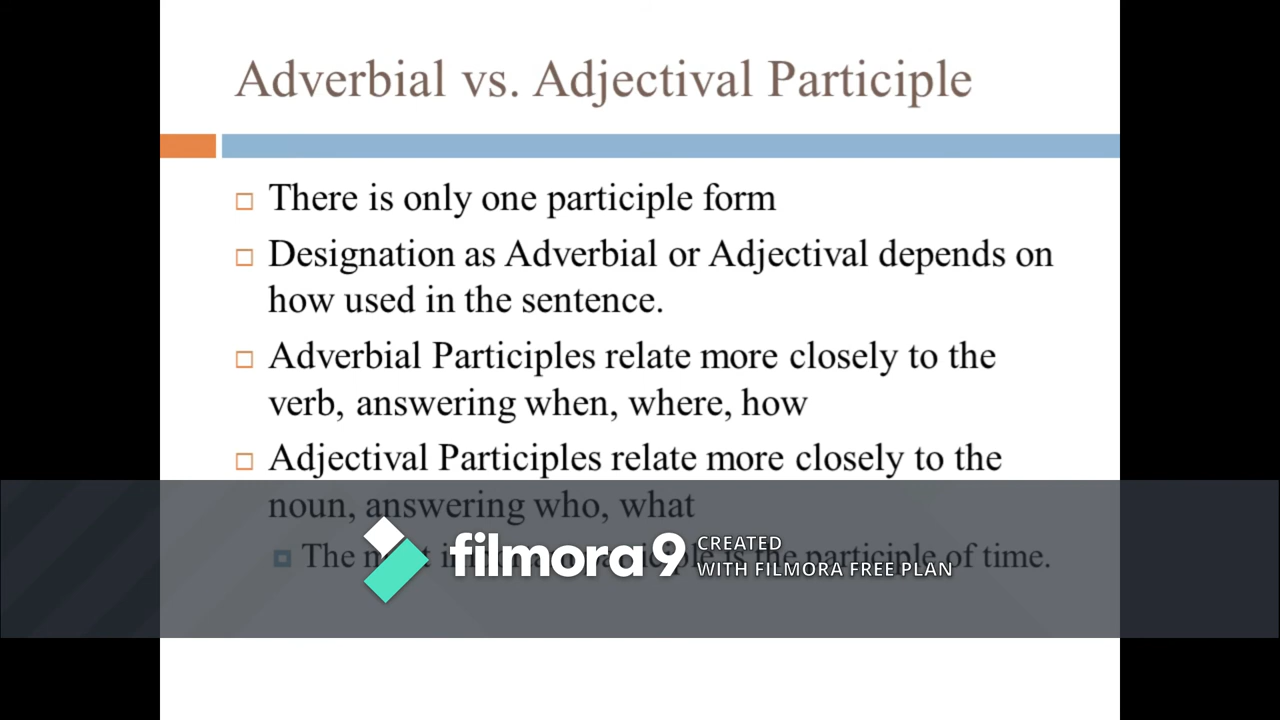 Adverbial vs. Adjectival Participle
There is only one participle form
Designation as Adverbial or Adjectival depends on
how used in the sentence.
Adverbial Participles relate more closely to the
verb, answering when, where, how
Adjectival Participles relate more closely to the
noun, answering who, what
The is the participle of time.
filmora9 CREATED
WITH FILMORA FREE PLAN